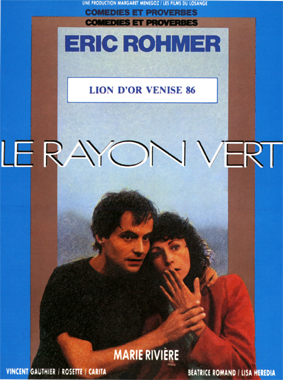 UNE PRODUCTION MARGARET MENEGOZ / LES FILMS DU LOSANGE
COMEDIES ET PROVERBES
COMEDIES ET PROVERBES
ERIC ROHMER
LION D'OR VENISE 86
LE RAYON VERT
MARIE RIVIÈRE
VINCENT GAUTHIER / ROSETTE / CARITA
BÉATRICE ROMAND / LISA HEREDIA